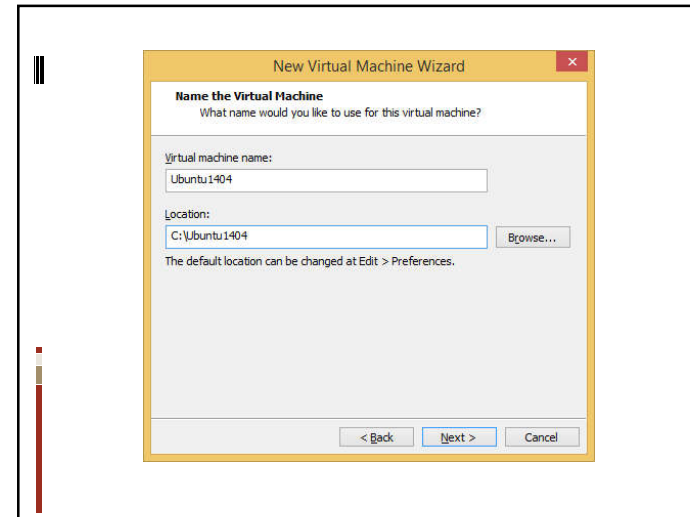 New Virtual Machine Wizard
Name the Virtual Machine
What name would you like to use for this virtual machine?
Virtual machine name:
Ubuntu1404
Location:
C:\Ubuntu1404
Browse...
The default location can be changed at Edit > Preferences.
< Back Next > Cancel